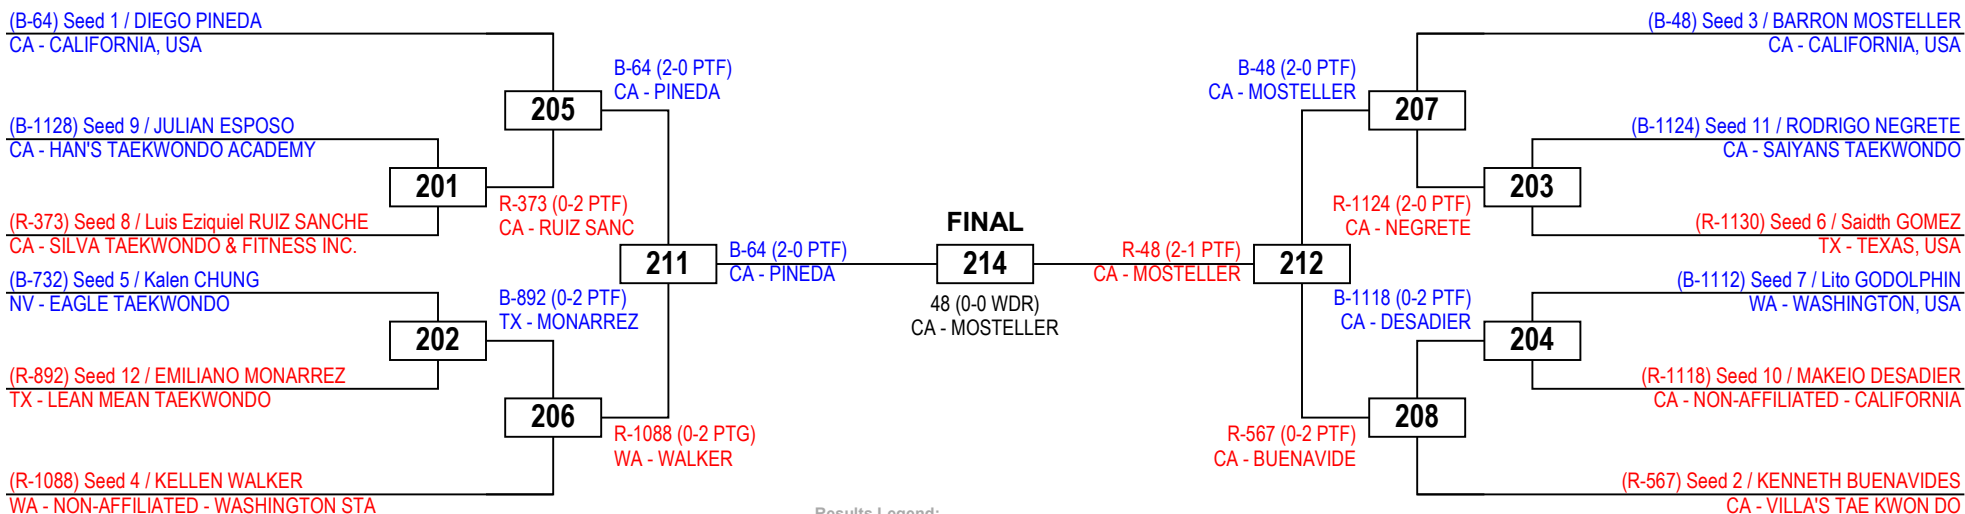 (B-64) Seed 1 / DIEGO PINEDA
CA - CALIFORNIA, USA
(B-1128) Seed 9 / JULIAN ESPOSO
CA - HAN'S TAEKWONDO ACADEMY
(R-373) Seed 8 / Luis Eziquiel RUIZ SANCHE
CA - SILVA TAEKWONDO & FITNESS INC.
(B-732) Seed 5 / Kalen CHUNG
NV - EAGLE TAEKWONDO
(R-892) Seed 12 / EMILIANO MONARREZ
TX - LEAN MEAN TAEKWONDO
(R-1088) Seed 4 / KELLEN WALKER
WA - NON-AFFILIATED - WASHINGTON STA
201
202
R-373 (0-2 PTF)
CA - RUIZ SANC
B-892 (0-2 PTF)
TX - MONARREZ
205
206
B-64 (2-0 PTF)
CA - PINEDA
R-1088 (0-2 PTG)
WA - WALKER
211
B-64 (2-0 PTF)
CA - PINEDA
FINAL
214
48 (0-0 WDR)
CA - MOSTELLER
R-48 (2-1 PTF)
CA - MOSTELLER
212
B-48 (2-0 PTF)
CA - MOSTELLER
R-567 (0-2 PTF)
CA - BUENAVIDE
207
208
R-1124 (2-0 PTF)
CA - NEGRETE
B-1118 (0-2 PTF)
CA - DESADIER
203
204
(B-48) Seed 3 / BARRON MOSTELLER
CA - CALIFORNIA, USA
(B-1124) Seed 11 / RODRIGO NEGRETE
CA - SAIYANS TAEKWONDO
(R-1130) Seed 6 / Saidth GOMEZ
TX - TEXAS, USA
(B-1112) Seed 7 / Lito GODOLPHIN
WA - WASHINGTON, USA
(R-1118) Seed 10 / MAKEIO DESADIER
CA - NON-AFFILIATED - CALIFORNIA
(R-567) Seed 2 / KENNETH BUENAVIDES
CA - VILLA'S TAE KWON DO
Results Legend: